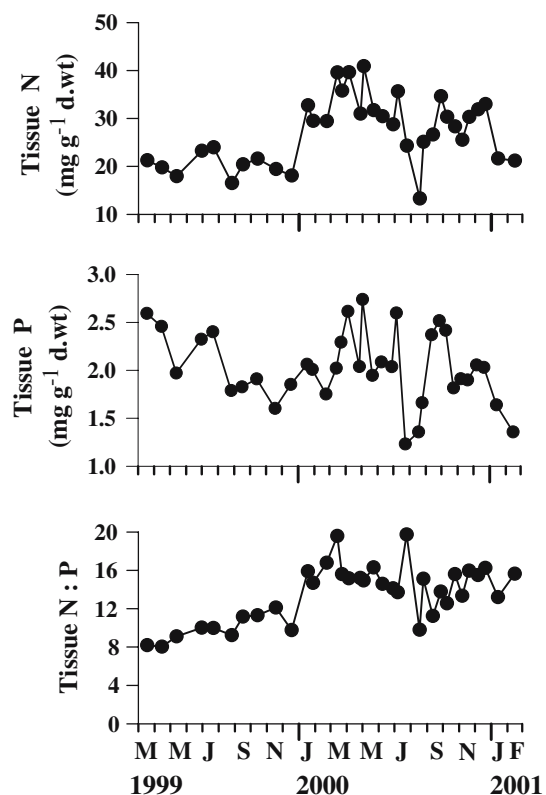 50
40
30
20
10
Tissue N
(mg g⁻¹ d.wt)
3.0
2.5
2.0
1.5
1.0
Tissue P
(mg g⁻¹ d.wt)
20
16
12
8
4
0
Tissue N : P
M M J S N J M M J S N J F
1999 2000 2001